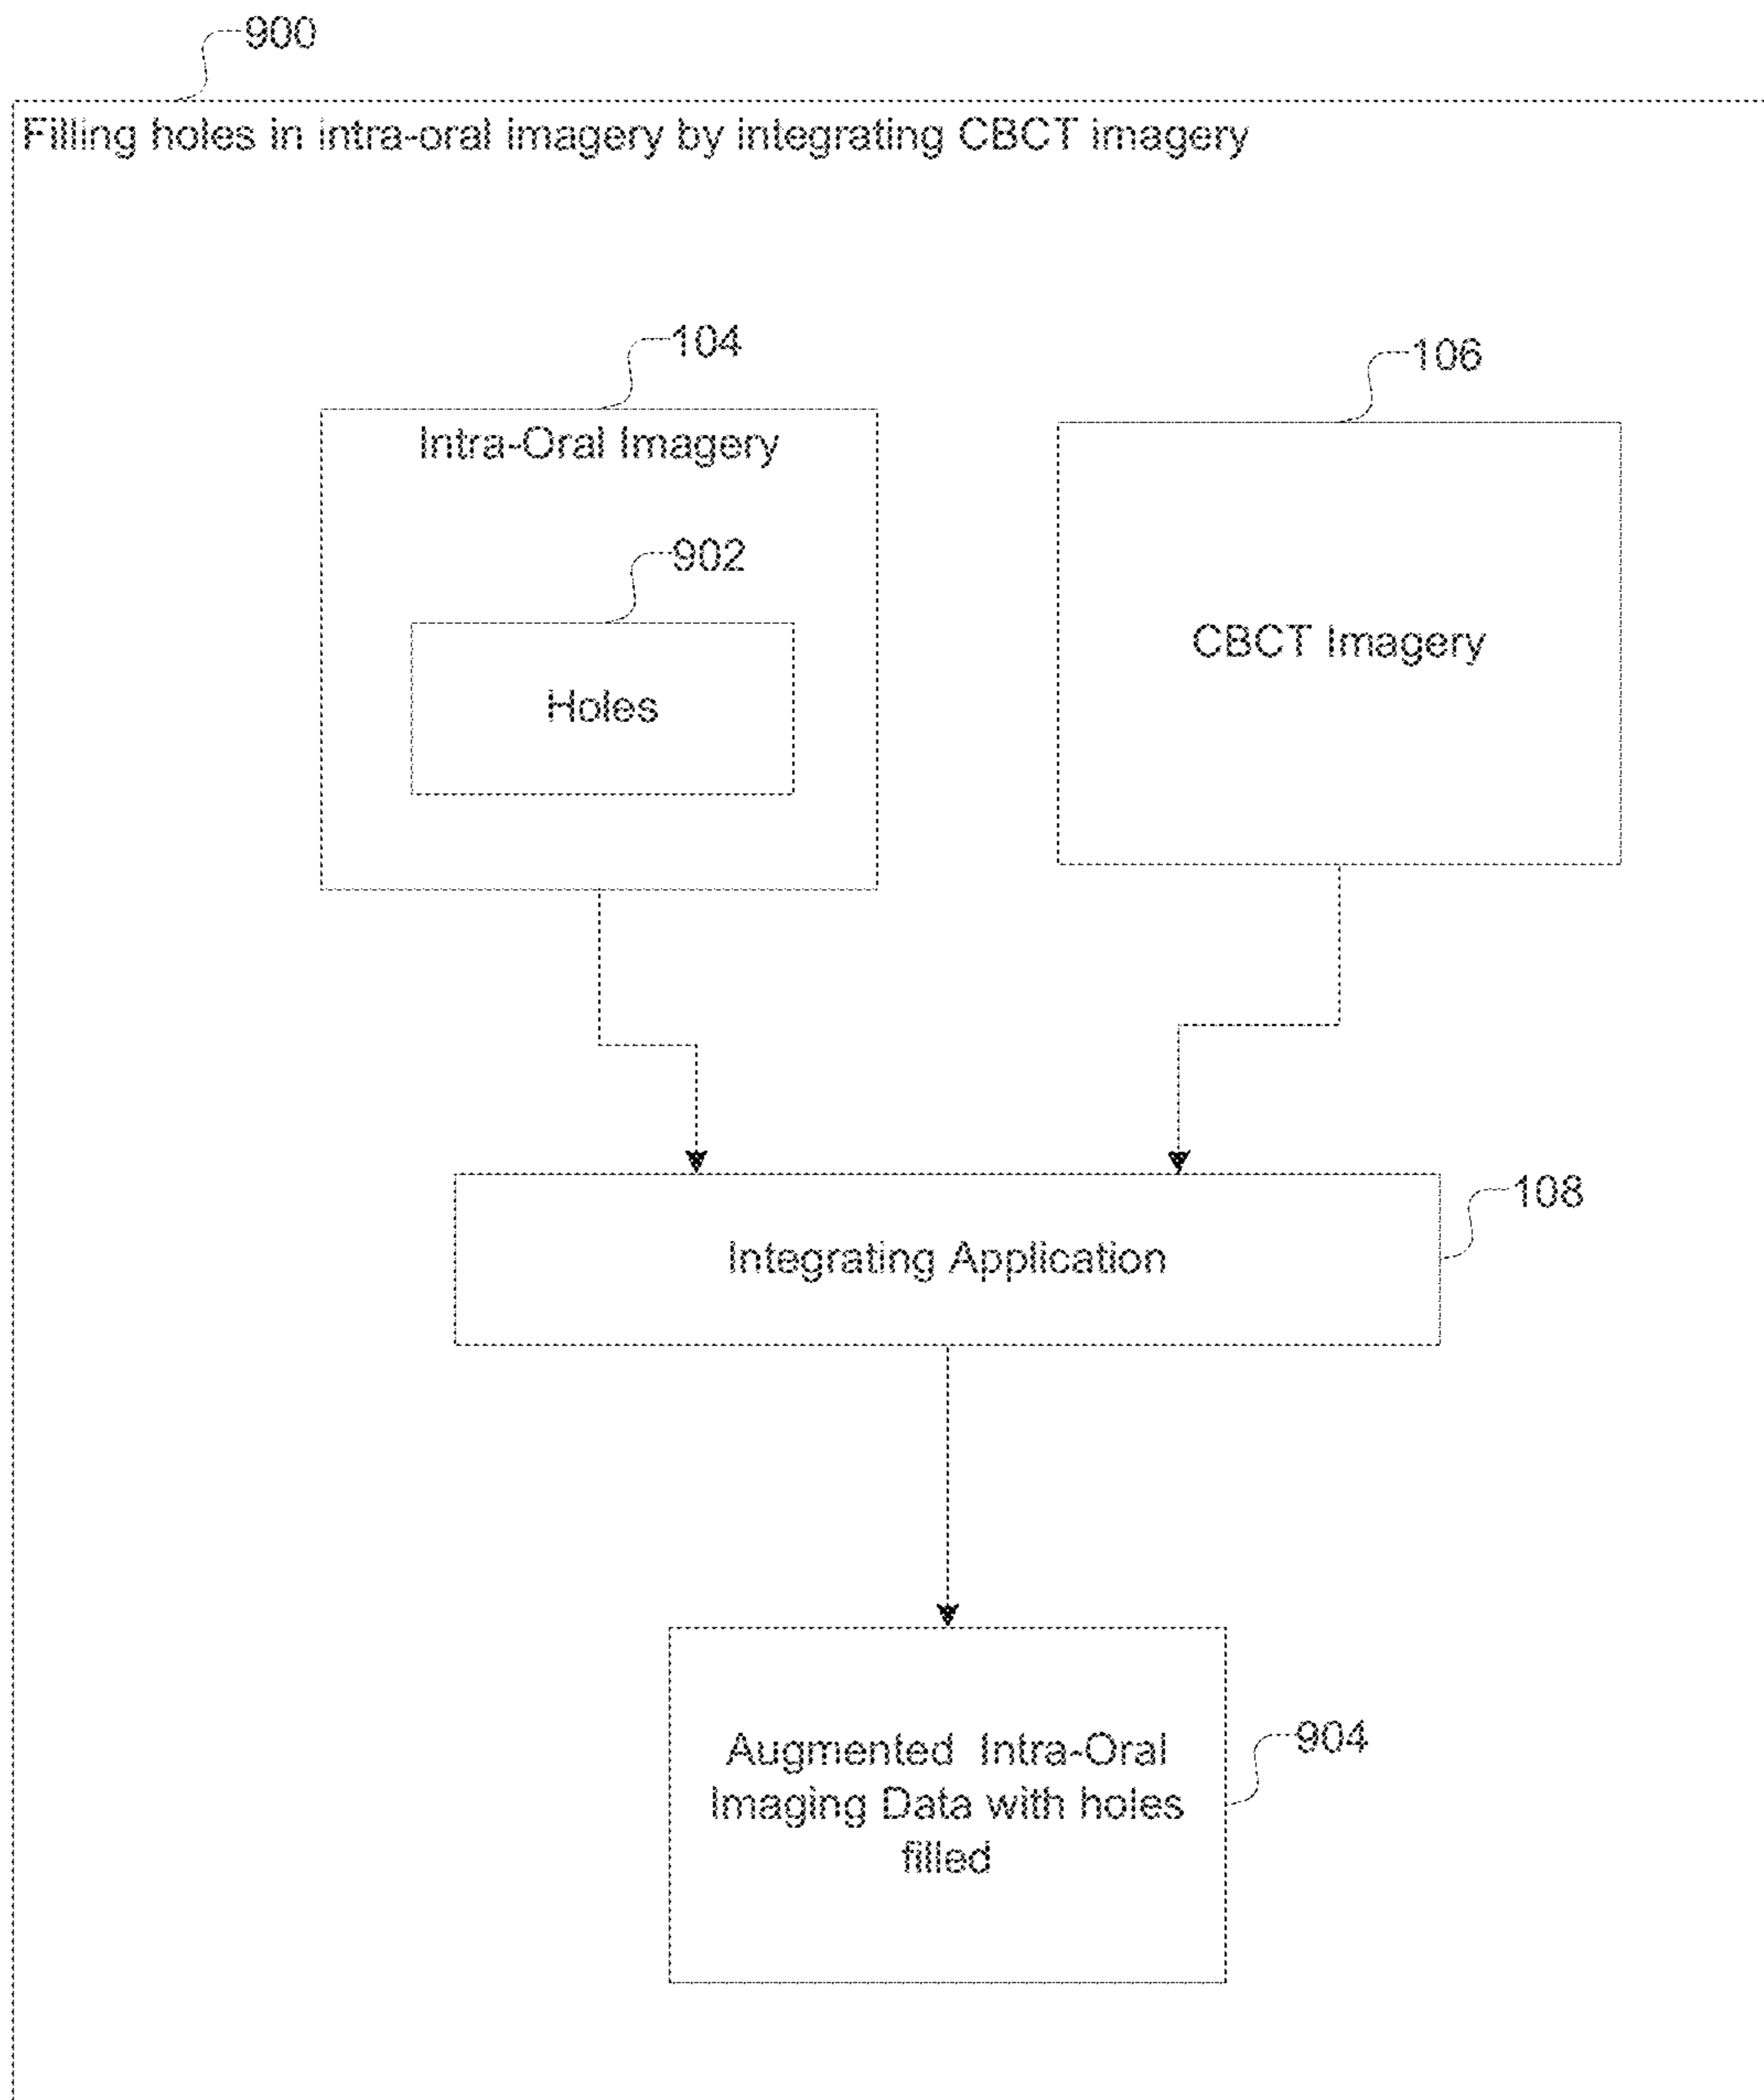 900
Filling holes in intra-oral imagery by integrating CBCT imagery
104
106
Intra-Oral Imagery
902
CBCT Imagery
Holes
108
Integrating Application
904
Augmented Intra-Oral
Imaging Data with holes
filled